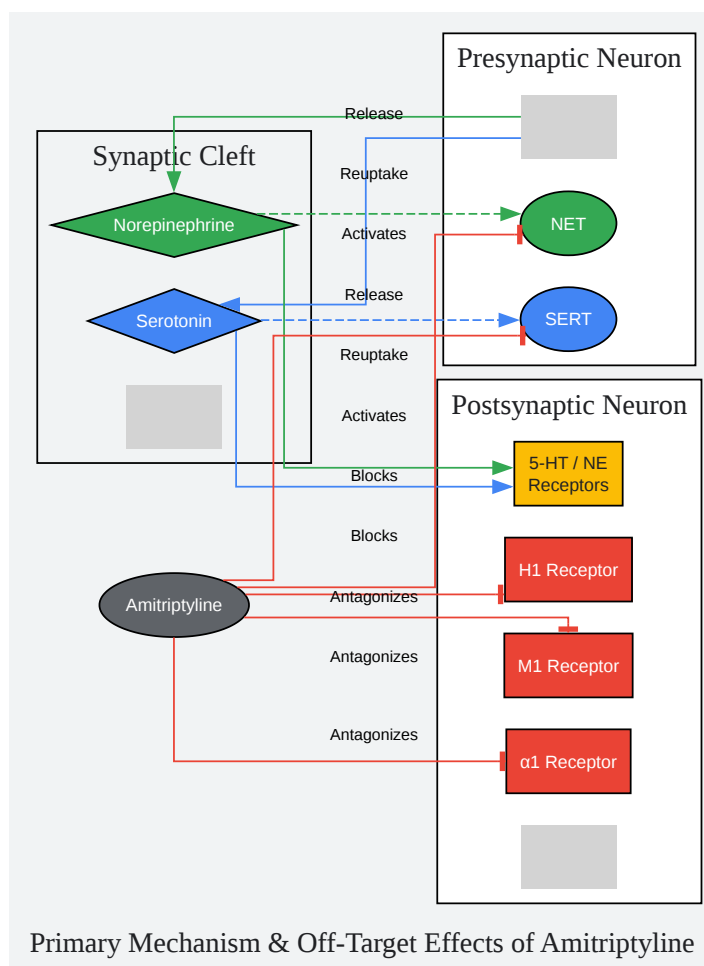 Presynaptic Neuron
Release
Synaptic Cleft
Reuptake
Norepinephrine
NET
Activates
Release
Serotonin
SERT
Reuptake
Postsynaptic Neuron
Activates
5-HT / NE
Receptors
Blocks
Blocks
H1 Receptor
Amitriptyline
Antagonizes
Antagonizes
M1 Receptor
Antagonizes
α1 Receptor
Primary Mechanism & Off-Target Effects of Amitriptyline